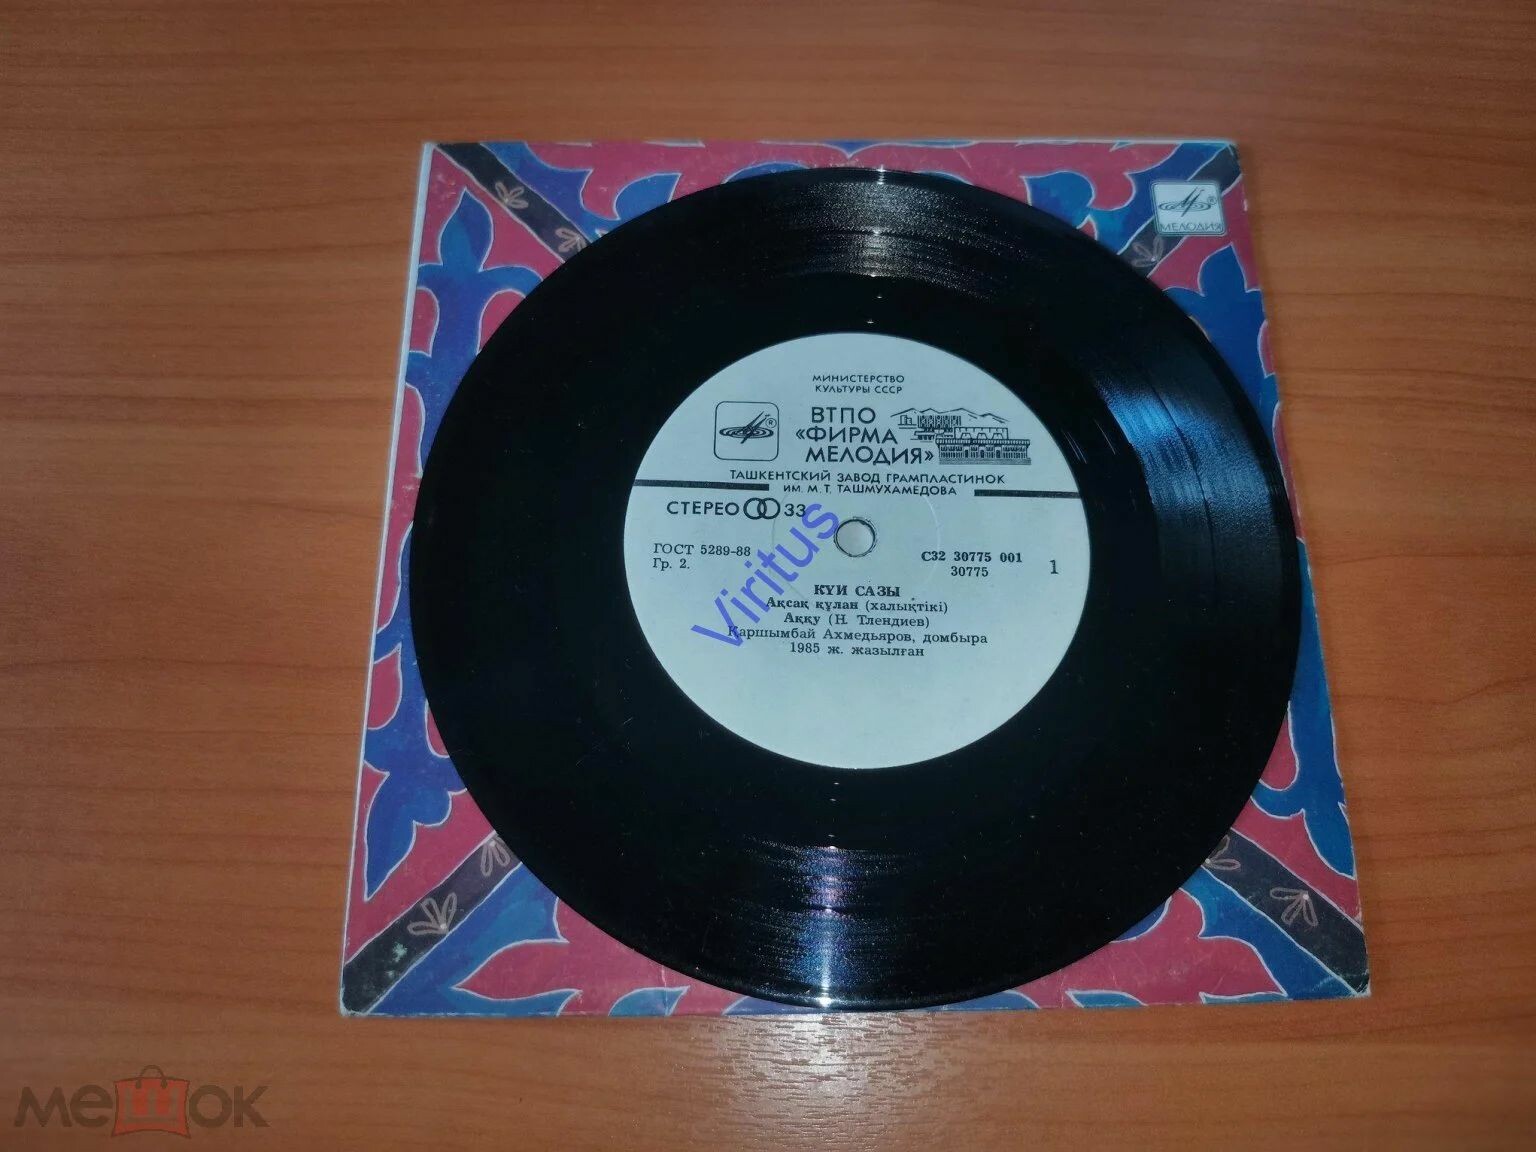 МЕЛОДИЯ
МИНИСТЕРСТВО
КУЛЬТУРЫ СССР
ВТПО
«ФИРМА
МЕЛОДИЯ»
ТАШКЕНТСКИЙ ЗАВОД ГРАМПЛАСТИНОК
ИМ. М. Т. ТАШМУХАМЕДОВА
СТЕРЕО 33
ГОСТ 5289-88
Гр. 2.
С32 30775 001
30775
1
КҮИ САЗЫ
Ақсақ құлан (халықтікі)
Аққу (Н. Тлендиев)
Қаршымбай Ахмедьяров, домбыра
1985 ж. жазылған
Viritus
мешок